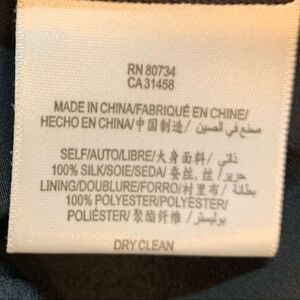 RN 80734
CA 31458
MADE IN CHINA/FABRIQUÉ EN CHINE/
HECHO EN CHINA/中国制造/ صنع في الصين
SELF/AUTO/LIBRE/大身面料/ ذاتي
100% SILK/SOIE/SEDA/蚕丝, 丝/ حرير
LINING/DOUBLURE/FORRO/衬里布/ بطانة
100% POLYESTER/POLYESTER/
POLIÉSTER/ 聚酯纤维/ بوليستر
DRY CLEAN